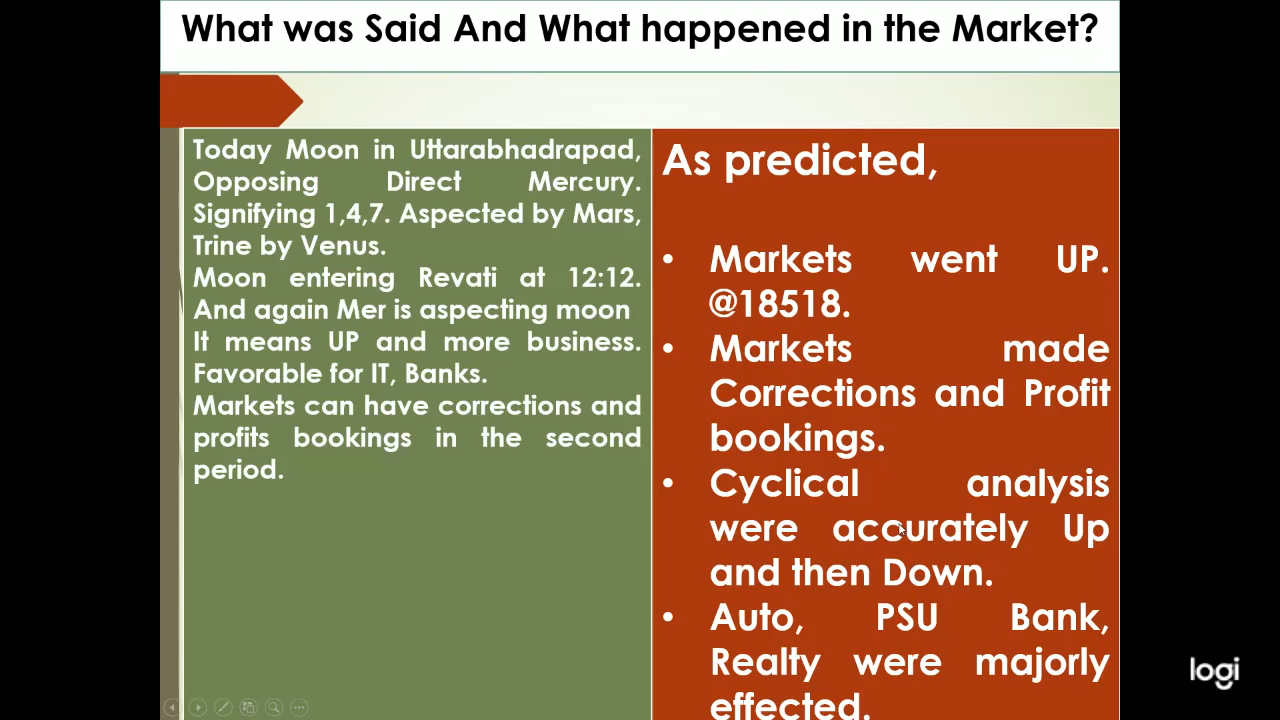 What was Said And What happened in the Market?
Today Moon in Uttarabhadrapad,
Opposing Direct Mercury.
Signifying 1,4,7. Aspected by Mars,
Trine by Venus.
Moon entering Revati at 12:12.
And again Mer is aspecting moon
It means UP and more business.
Favorable for IT, Banks.
Markets can have corrections and
profits bookings in the second
period.
As predicted,
• Markets went UP.
@18518.
• Markets made
Corrections and Profit
bookings.
• Cyclical analysis
were accurately Up
and then Down.
• Auto, PSU Bank,
Realty were majorly
effected.
logi